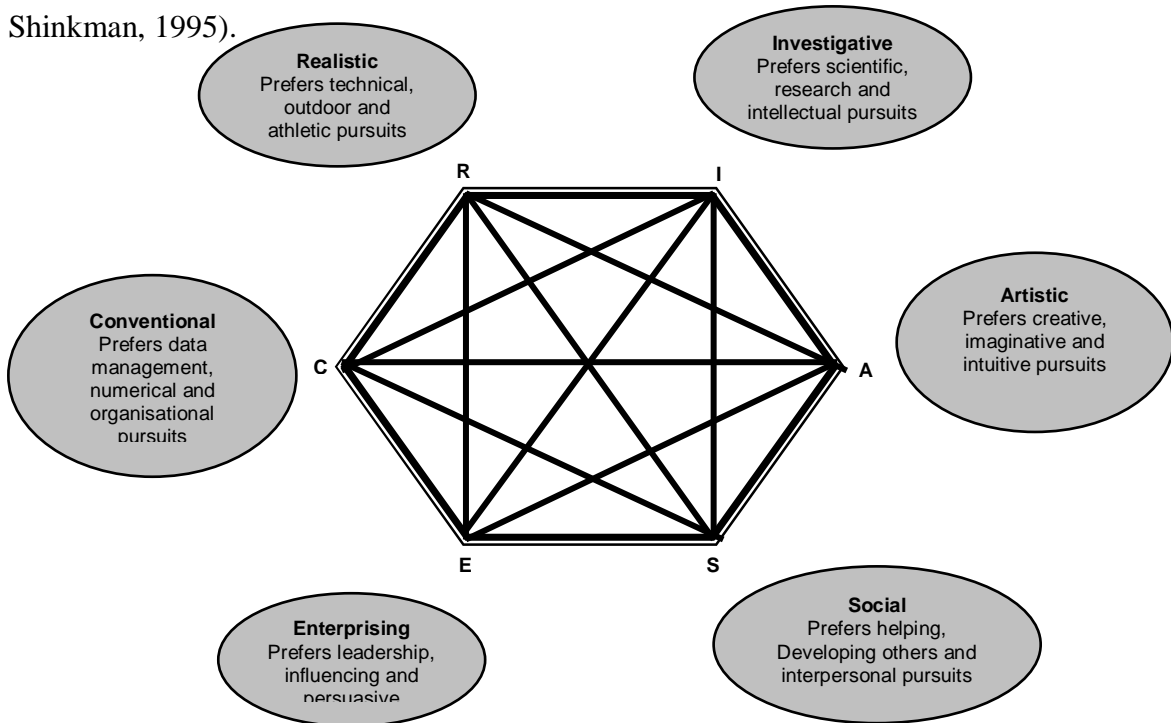 Shinkman, 1995).
Realistic
Prefers technical,
outdoor and
athletic pursuits
Investigative
Prefers scientific,
research and
intellectual pursuits
R
I
Conventional
Prefers data
management,
numerical and
organisational
pursuits
C
A
Artistic
Prefers creative,
imaginative and
intuitive pursuits
E
S
Enterprising
Prefers leadership,
influencing and
persuasive
Social
Prefers helping,
Developing others and
interpersonal pursuits